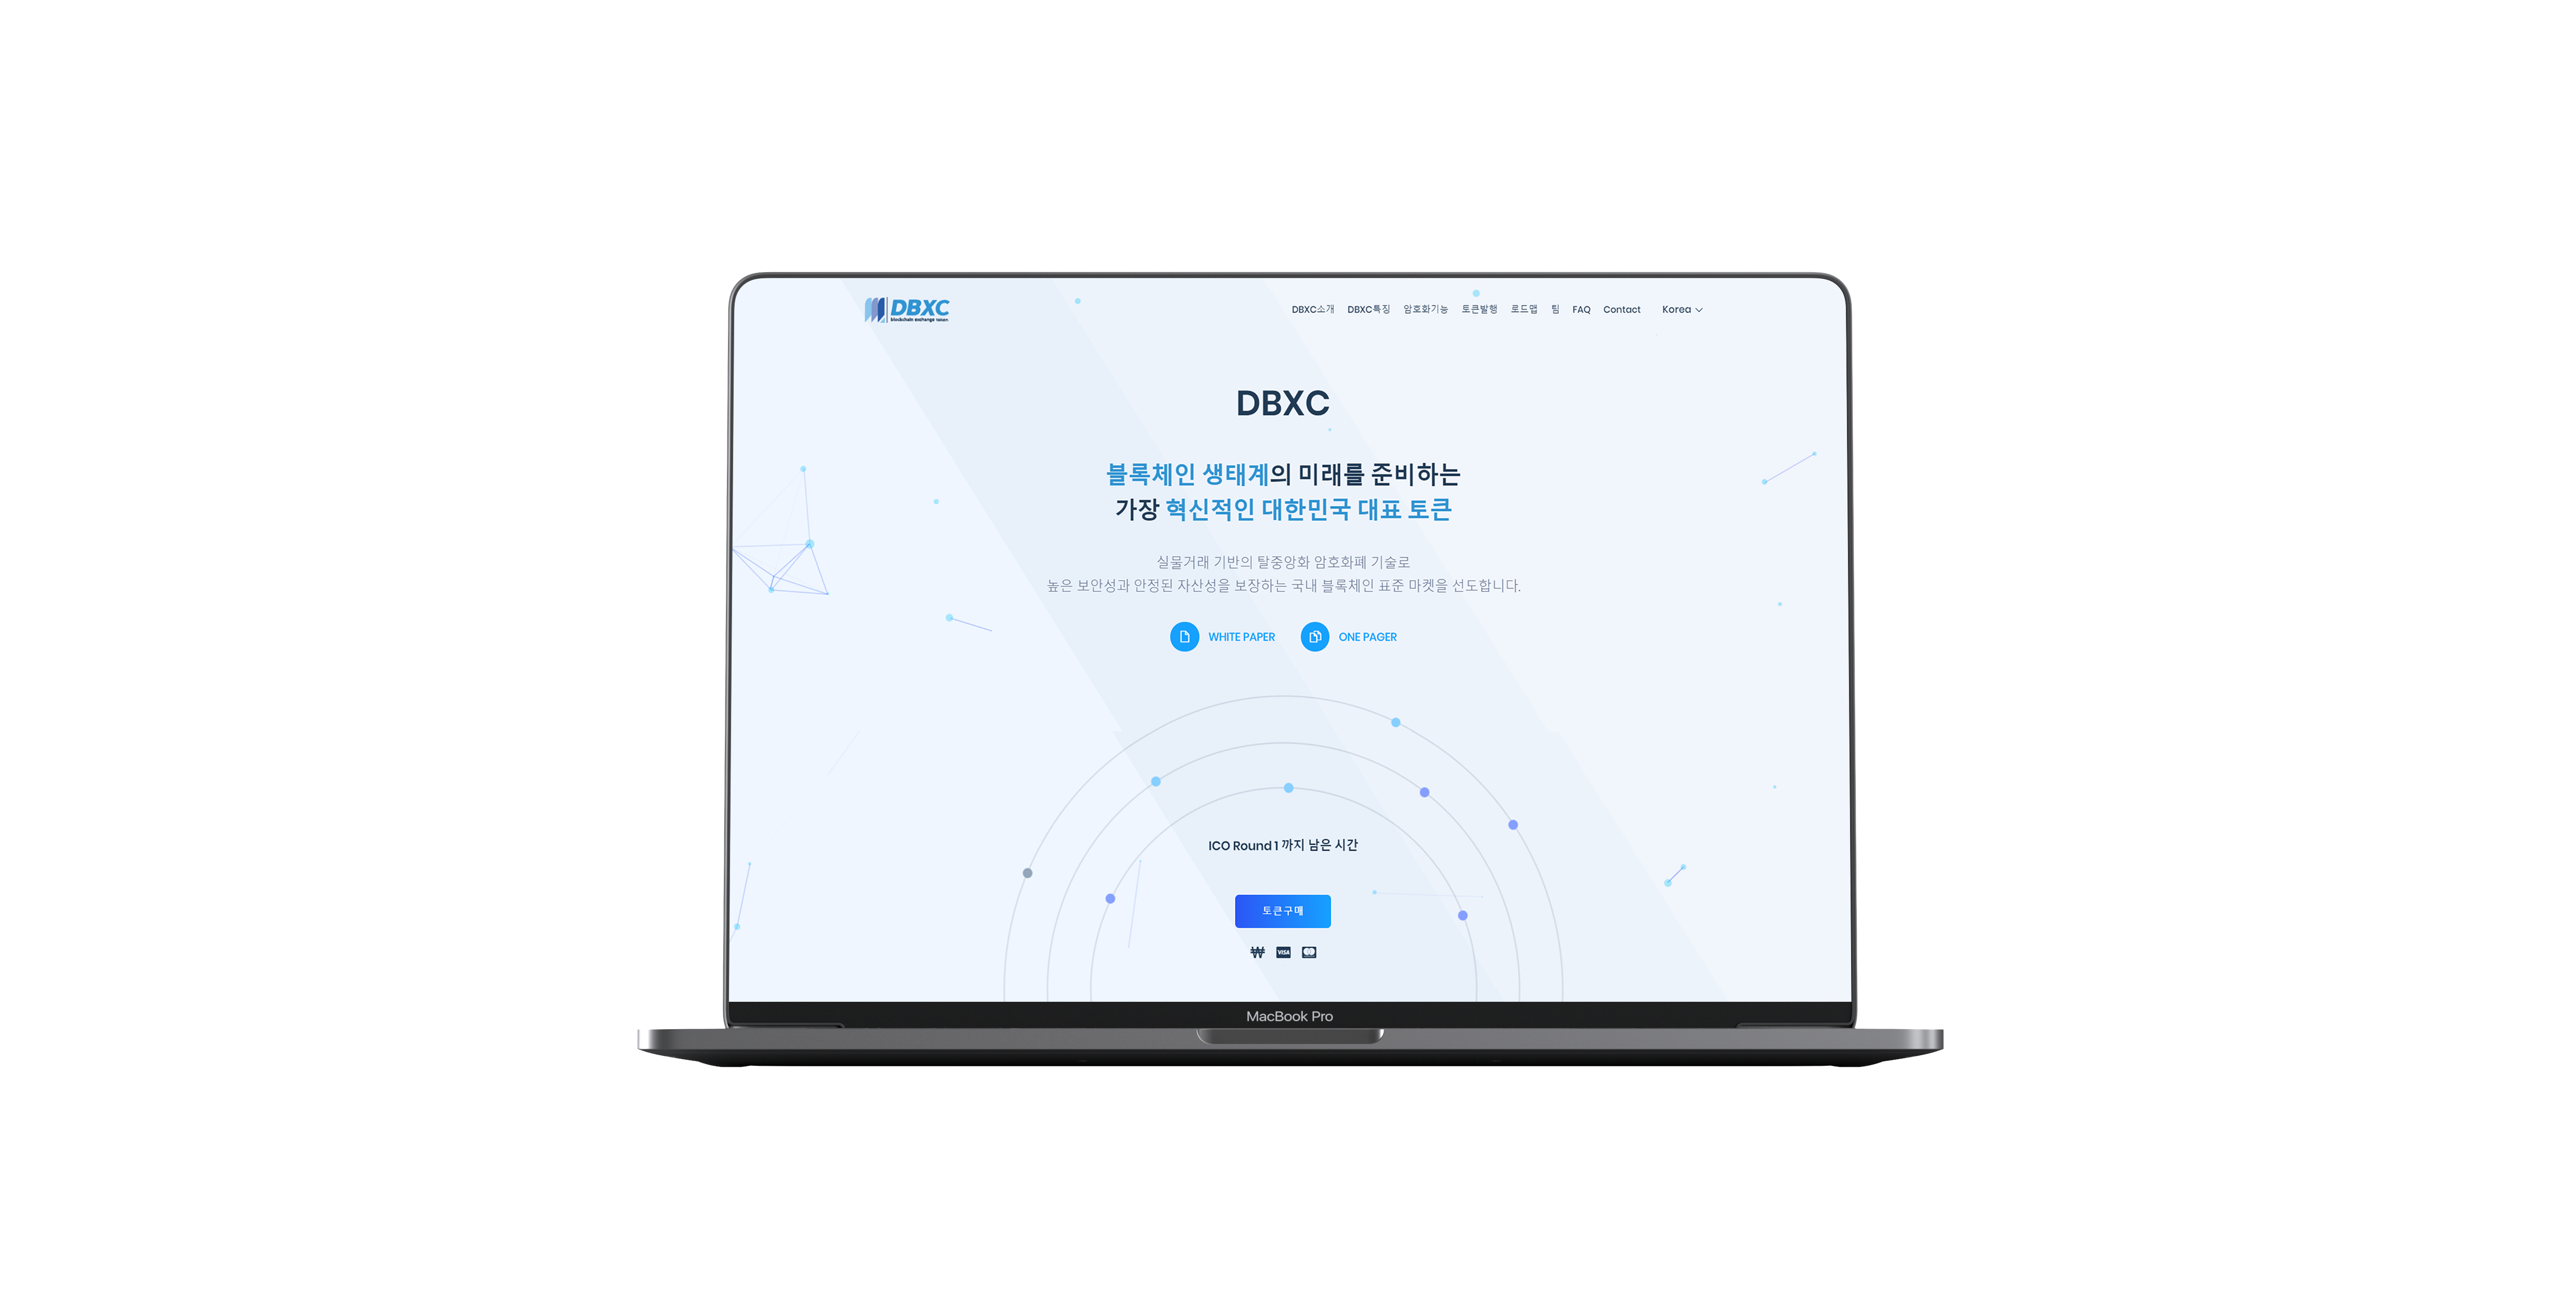 DBXC
blockchain exchange token
DBXC소개 DBXC특징 암호화기능 토큰발행 로드맵 팀 FAQ Contact Korea
DBXC
블록체인 생태계의 미래를 준비하는
가장 혁신적인 대한민국 대표 토큰
실물거래 기반의 탈중앙화 암호화폐 기술로
높은 보안성과 안정된 자산성을 보장하는 국내 블록체인 표준 마켓을 선도합니다.
WHITE PAPER ONE PAGER
ICO Round 1 까지 남은 시간
토큰구매
VISA
MacBook Pro